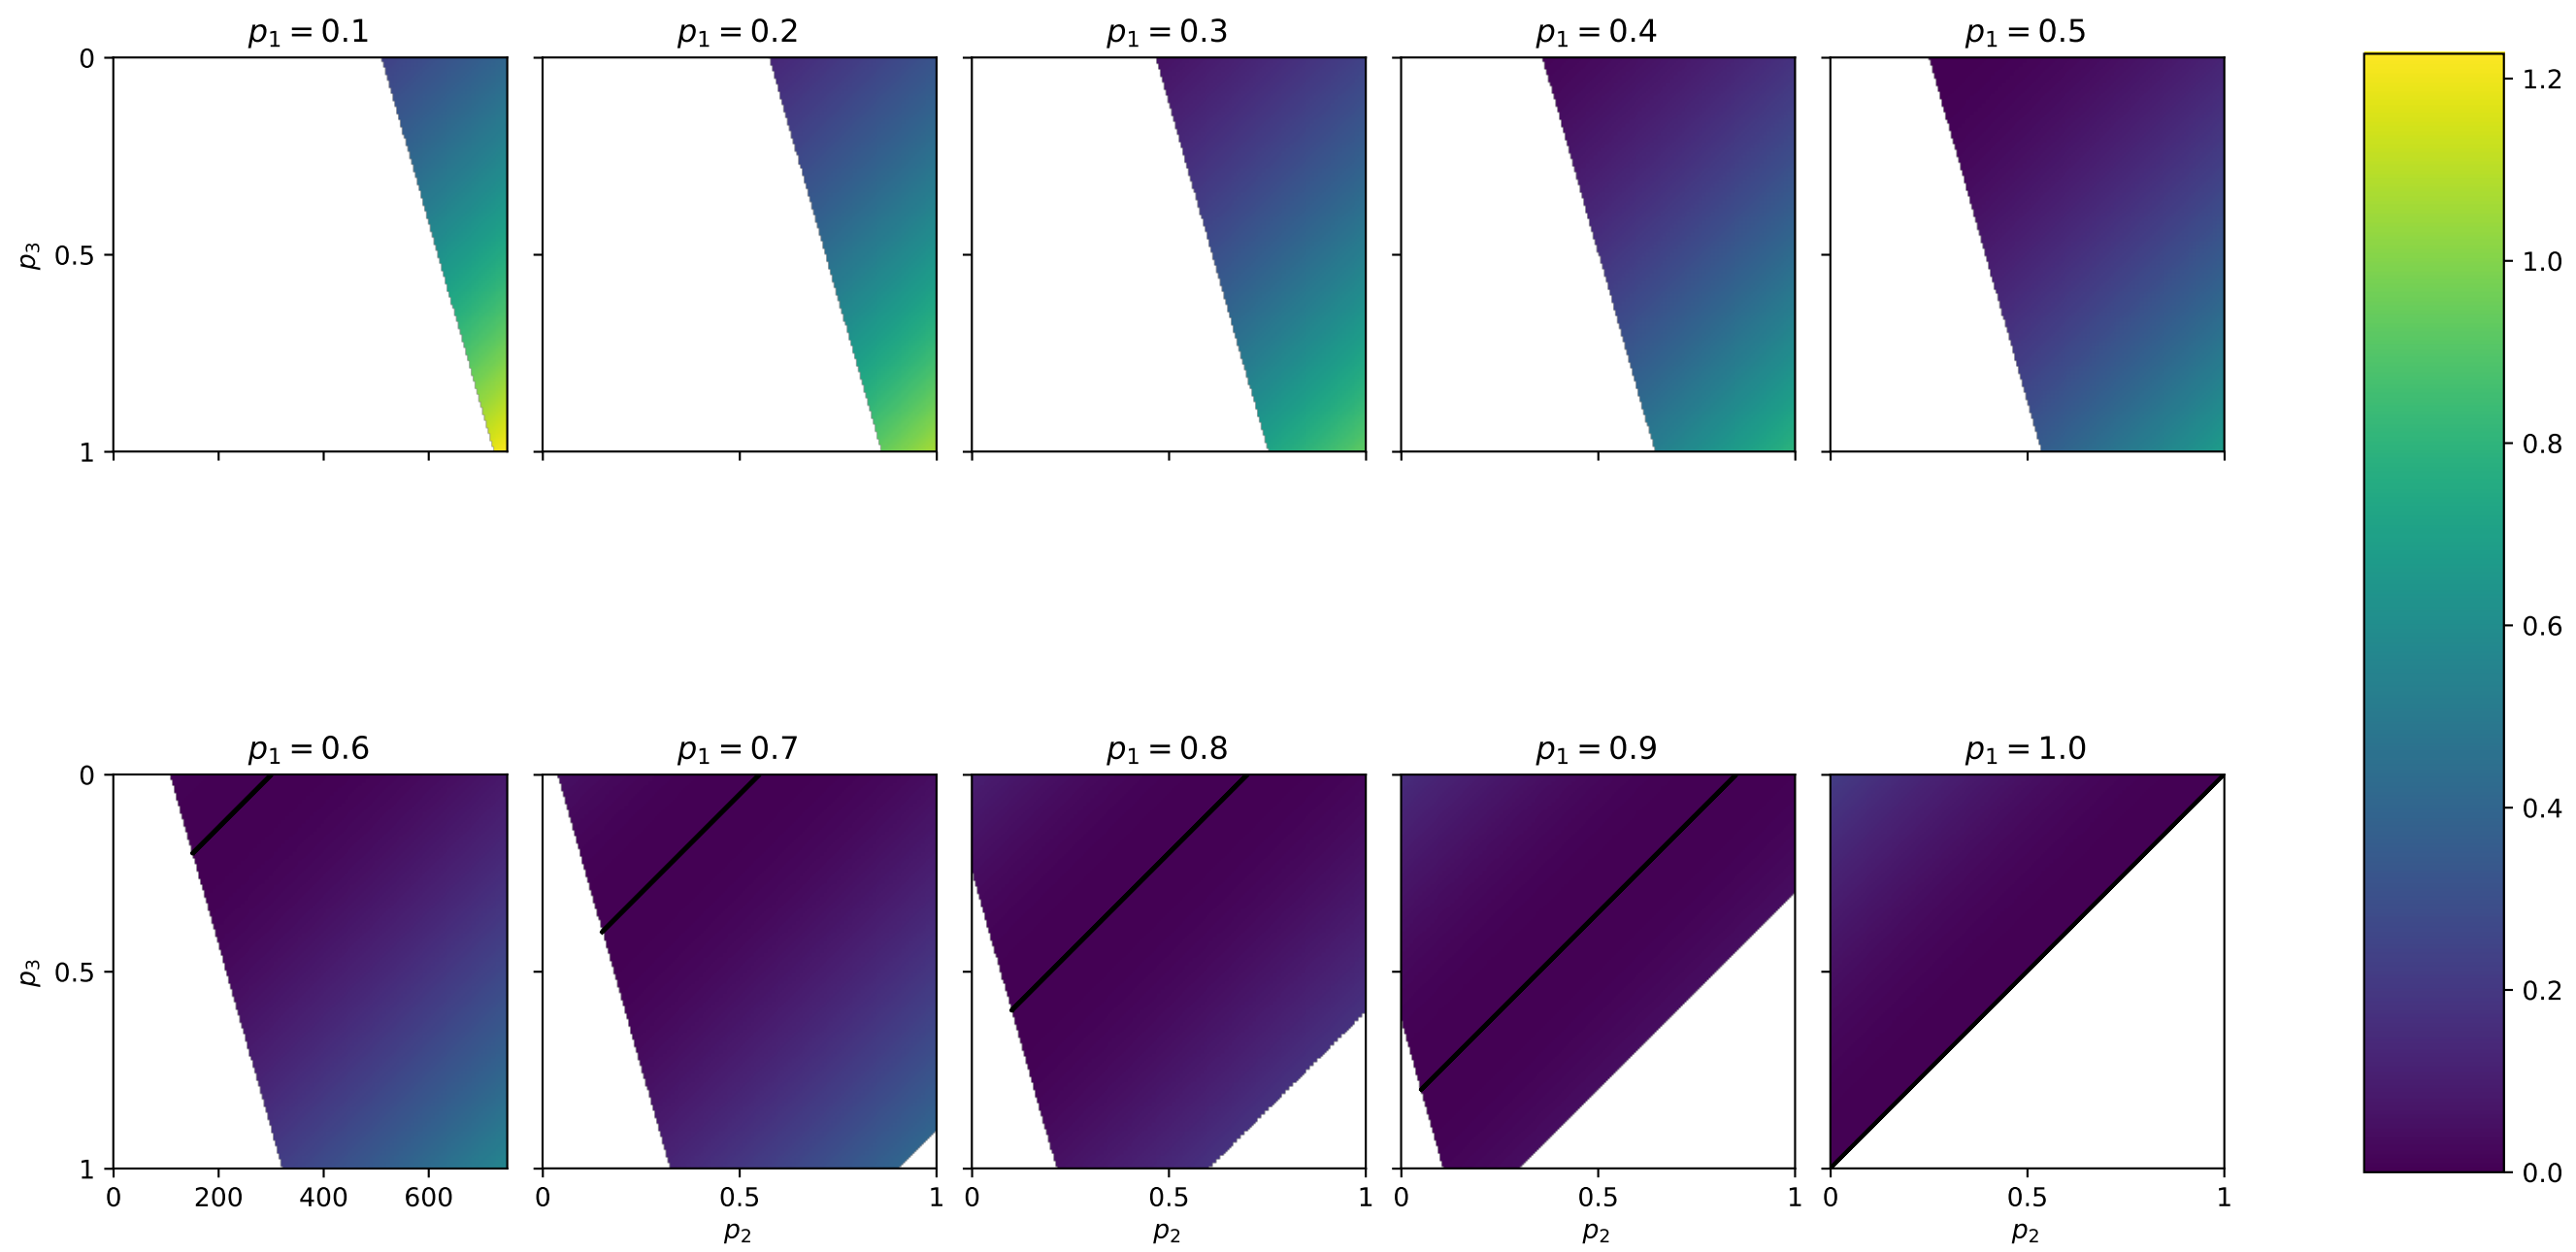 p₁ = 0.1 p₁ = 0.2 p₁ = 0.3 p₁ = 0.4 p₁ = 0.5
0
0.5
1
p₃
p₁ = 0.6 p₁ = 0.7 p₁ = 0.8 p₁ = 0.9 p₁ = 1.0
0
0.5
1
p₃
0 200 400 600 0 0.5 1 0 0.5 1 0 0.5 1 0 0.5 1
p₂ p₂ p₂ p₂
1.2
1.0
0.8
0.6
0.4
0.2
0.0